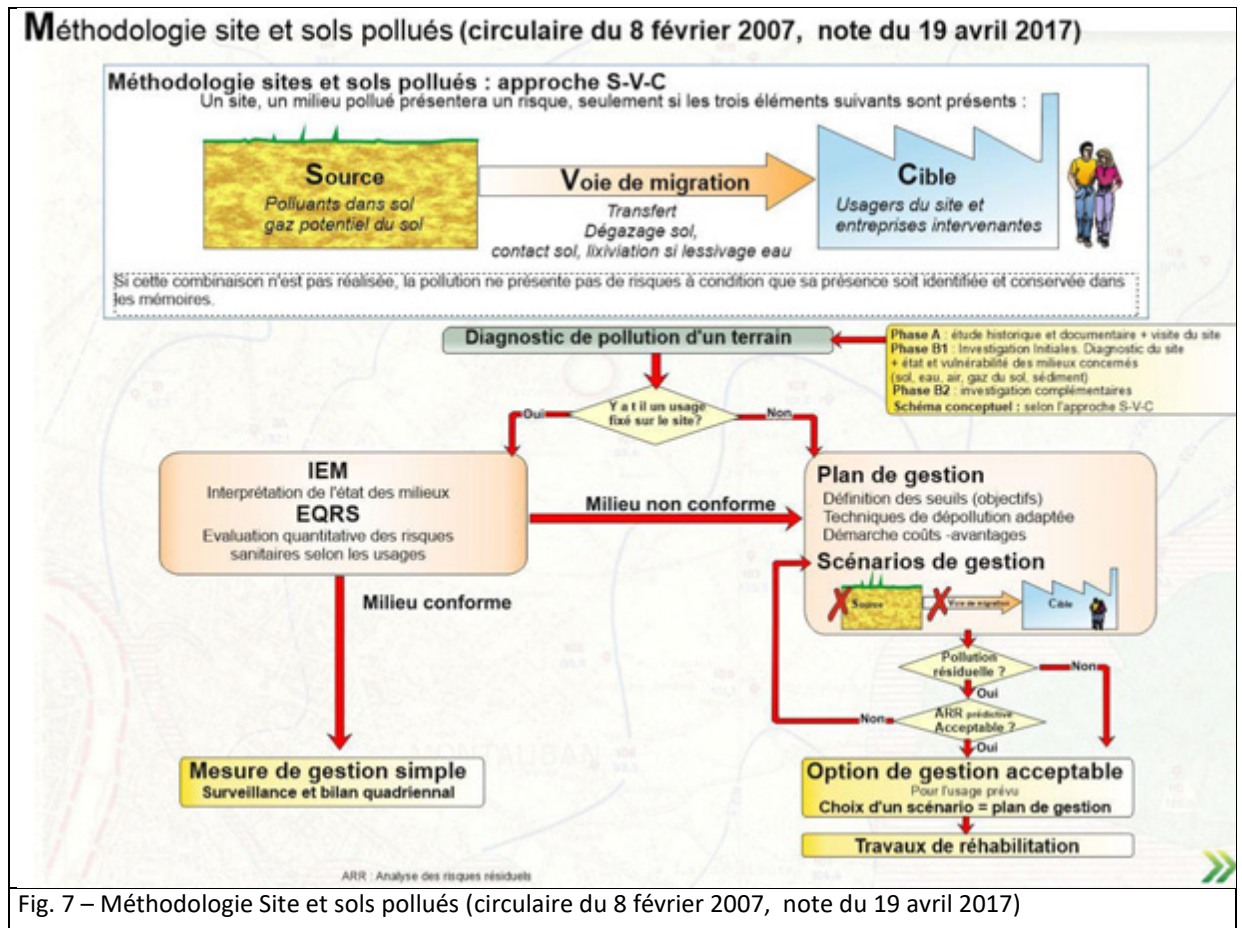 Méthodologie site et sols pollués (circulaire du 8 février 2007, note du 19 avril 2017)
Méthodologie sites et sols pollués : approche S-V-C
Un site, un milieu pollué présentera un risque, seulement si les trois éléments suivants sont présents :
Source
Polluants dans sol
gaz potentiel du sol
Voie de migration
Transfert
Dégazage sol,
contact sol, lixiviation si lessivage eau
Cible
Usagers du site et
entreprises intervenantes
Si cette combinaison n'est pas réalisée, la pollution ne présente pas de risques à condition que sa présence soit identifiée et conservée dans
les mémoires.
Diagnostic de pollution d'un terrain
Phase A : étude historique et documentaire + visite du site
Phase B1 : Investigation Initiales. Diagnostic du site
+ état et vulnérabilité des milieux concernés
(sol, eau, air, gaz du sol, sédiment)
Phase B2 : investigation complémentaires
Schéma conceptuel : selon l'approche S-V-C
Y a t il un usage
fixé sur le site?
Oui
Non
IEM
Interprétation de l'état des milieux
EQRS
Evaluation quantitative des risques
sanitaires selon les usages
Milieu non conforme
Plan de gestion
Définition des seuils (objectifs)
Techniques de dépollution adaptée
Démarche coûts -avantages
Scénarios de gestion
Source
Voie de migration
Cible
Milieu conforme
Pollution
résiduelle ?
Non
Oui
ARR prédictive
Acceptable ?
Non
Oui
Mesure de gestion simple
Surveillance et bilan quadriennal
Option de gestion acceptable
Pour l'usage prévu
Choix d'un scénario = plan de gestion
Travaux de réhabilitation
ARR : Analyse des risques résiduels
Fig. 7 – Méthodologie Site et sols pollués (circulaire du 8 février 2007, note du 19 avril 2017)